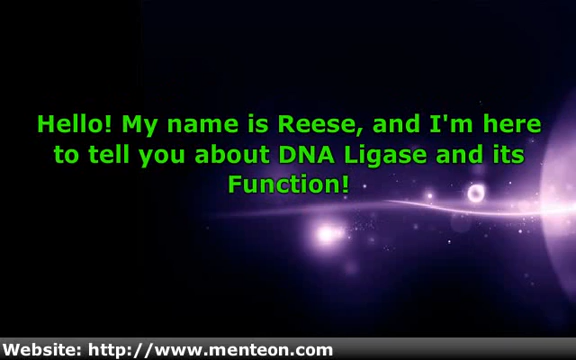 Hello! My name is Reese, and I'm here
to tell you about DNA Ligase and its
Function!
Website: http://www.menteon.com